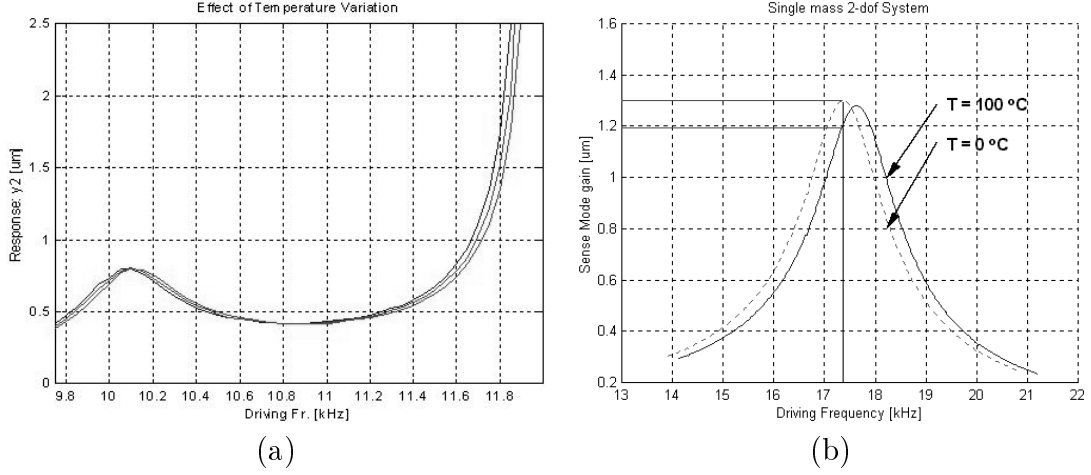 Effect of Temperature Variation
2.5
2
1.5
1
0.5
0
Response: y2 [um]
9.8 10 10.2 10.4 10.6 10.8 11 11.2 11.4 11.6 11.8
Driving Fr. [kHz]
(a)
Single mass 2-dof System
1.6
1.4
1.2
1
0.8
0.6
0.4
0.2
Sense Mode gain [um]
T = 100 °C
T = 0 °C
13 14 15 16 17 18 19 20 21 22
Driving Frequency [kHz]
(b)